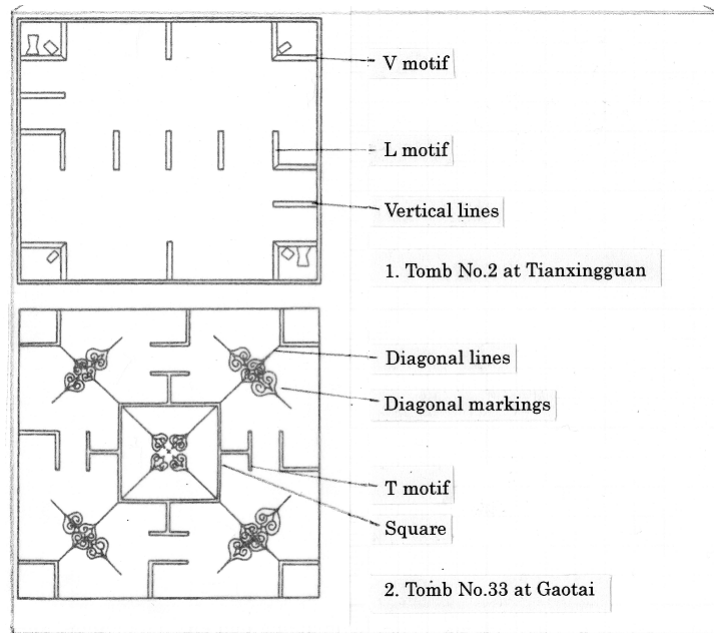 V motif
L motif
Vertical lines
1. Tomb No.2 at Tianxingguan
Diagonal lines
Diagonal markings
T motif
Square
2. Tomb No.33 at Gaotai